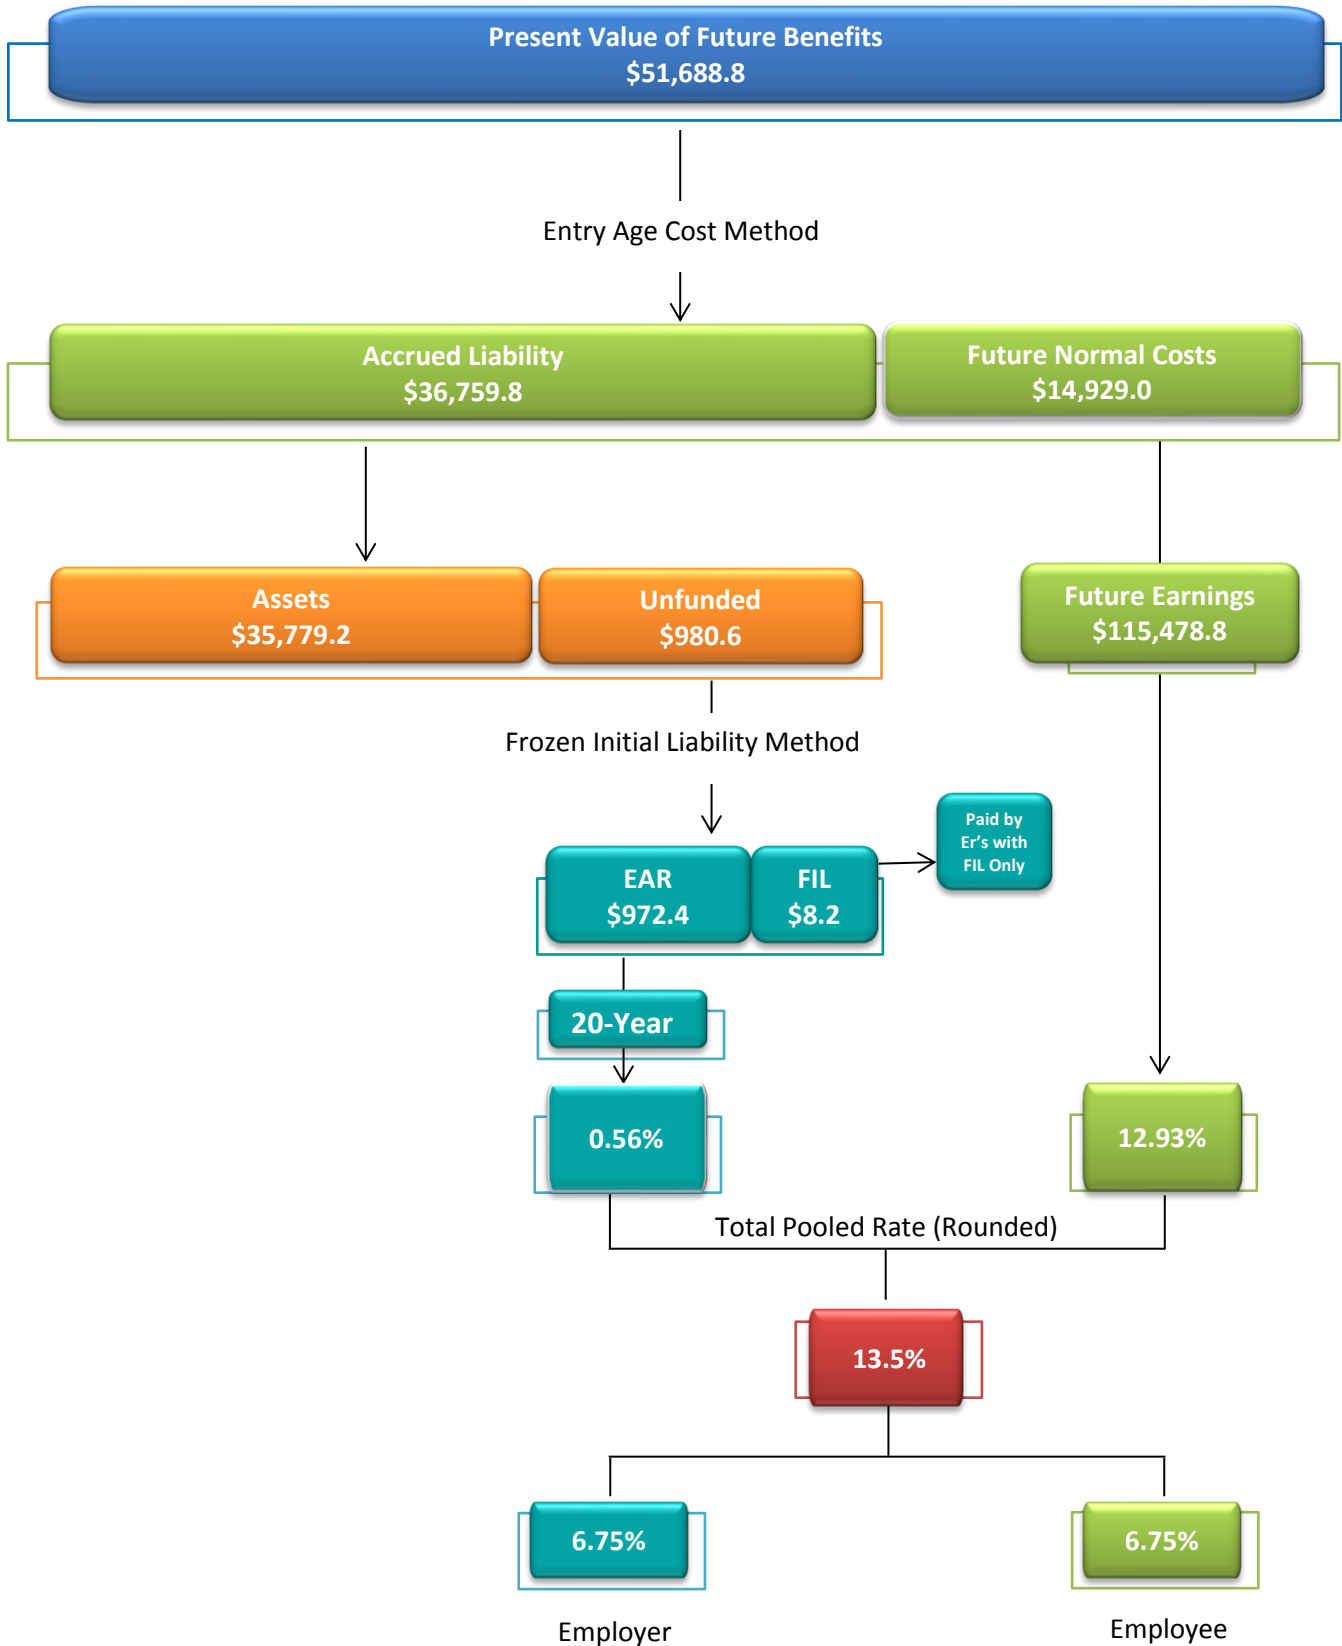 Present Value of Future Benefits
$51,688.8
Entry Age Cost Method
Accrued Liability
$36,759.8
Future Normal Costs
$14,929.0
Assets
$35,779.2
Unfunded
$980.6
Future Earnings
$115,478.8
Frozen Initial Liability Method
Paid by
Er's with
FIL Only
EAR
$972.4
FIL
$8.2
20-Year
0.56%
12.93%
Total Pooled Rate (Rounded)
13.5%
6.75%
6.75%
Employer
Employee